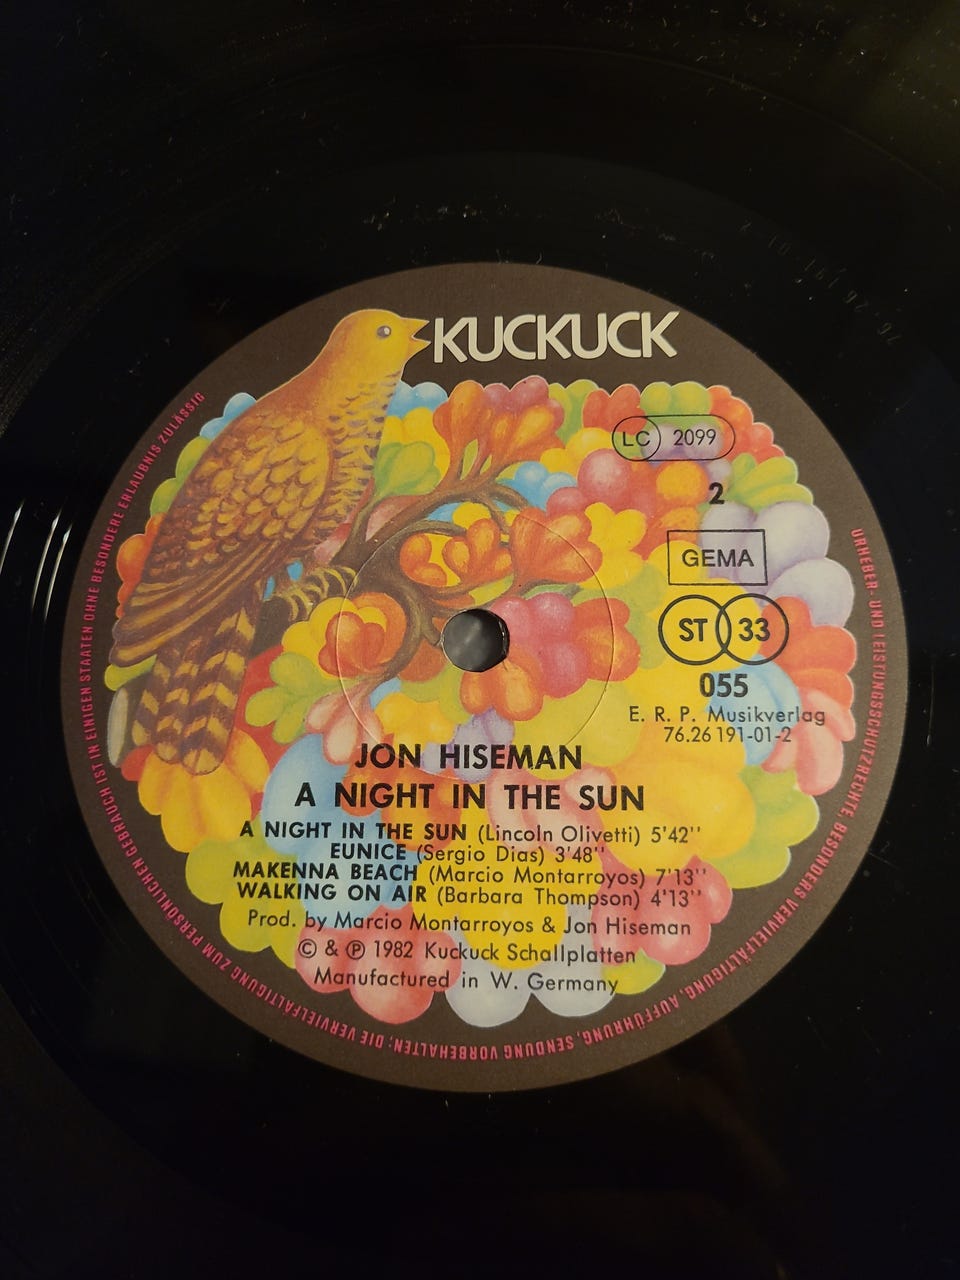 KUCKUCK
LC 2099
2
GEMA
ST 33
055
E. R. P. Musikverlag
76.26 191-01-2
JON HISEMAN
A NIGHT IN THE SUN
A NIGHT IN THE SUN (Lincoln Olivetti) 5'42''
EUNICE (Sergio Dias) 3'48''
MAKENNA BEACH (Marcio Montarroyos) 7'13''
WALKING ON AIR (Barbara Thompson) 4'13''
Prod. by Marcio Montarroyos & Jon Hiseman
© & ℗ 1982 Kuckuck Schallplatten
Manufactured in W. Germany
URHEBER- UND LEISTUNGSSCHUTZRECHTE, BESONDERS VERVIELFÄLTIGUNG, AUFFÜHRUNG, SENDUNG VORBEHALTEN; DIE VERVIELFÄLTIGUNG ZUM PERSÖNLICHEN GEBRAUCH IST IN EINIGEN STAATEN OHNE BESONDERE ERLAUBNIS ZULÄSSIG